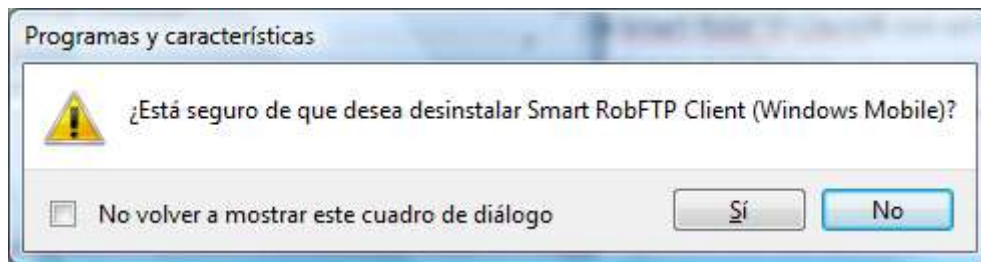 Programas y características
¿Está seguro de que desea desinstalar Smart RobFTP Client (Windows Mobile)?
No volver a mostrar este cuadro de diálogo
Sí
No